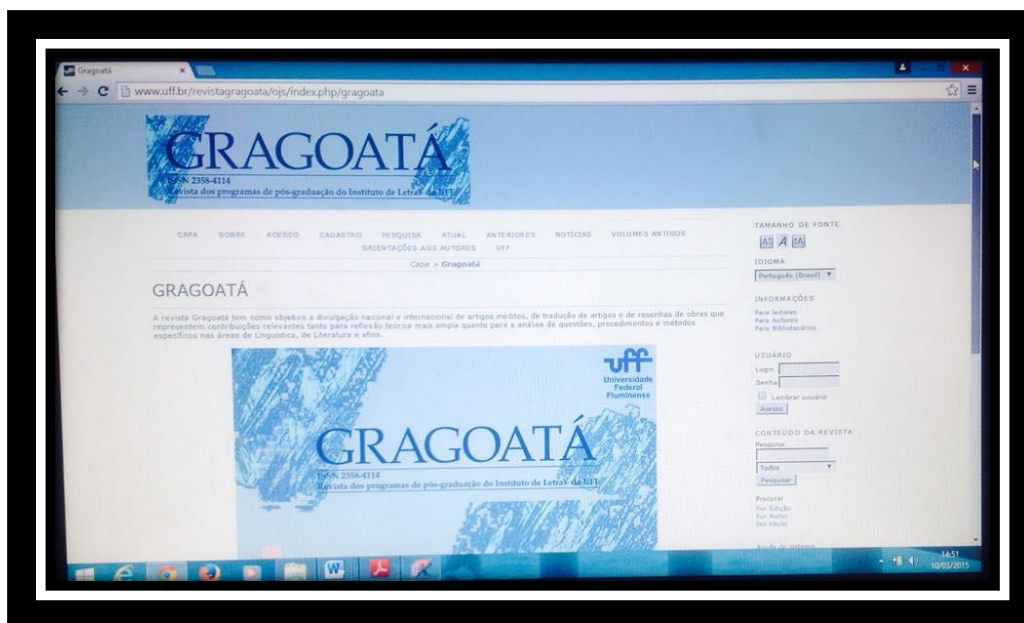 Gragoatá
www.uff.br/revistagragoata/ojs/index.php/gragoata
GRAGOATÁ
ISSN 2358-4114
Revista dos programas de pós-graduação do Instituto de Letras da UFF
CAPA SOBRE ACESSO CADASTRO PESQUISA ATUAL ANTERIORES NOTÍCIAS VOLUMES ANTIGOS
ORIENTAÇÕES AOS AUTORES UFF
Capa > Gragoatá
GRAGOATÁ
A revista Gragoatá tem como objetivo a divulgação nacional e internacional de artigos inéditos, de tradução de artigos e de resenhas de obras que
representem contribuições relevantes tanto para reflexão teórica mais ampla quanto para a análise de questões, procedimentos e métodos
específicos nas áreas de Linguística, de Literatura e afins.
uff
Universidade
Federal
Fluminense
GRAGOATÁ
ISSN 2358-4114
Revista dos programas de pós-graduação do Instituto de Letras da UFF
TAMANHO DE FONTE
IDIOMA
Português (Brasil)
INFORMAÇÕES
Para leitores
Para Autores
Para Bibliotecários
USUÁRIO
Login
Senha
Lembrar usuário
Acesso
CONTEÚDO DA REVISTA
Pesquisa
Todos
Pesquisar
Procurar
Por Edição
Por Autor
Por título
Ajuda do sistema
14:51
10/03/2015